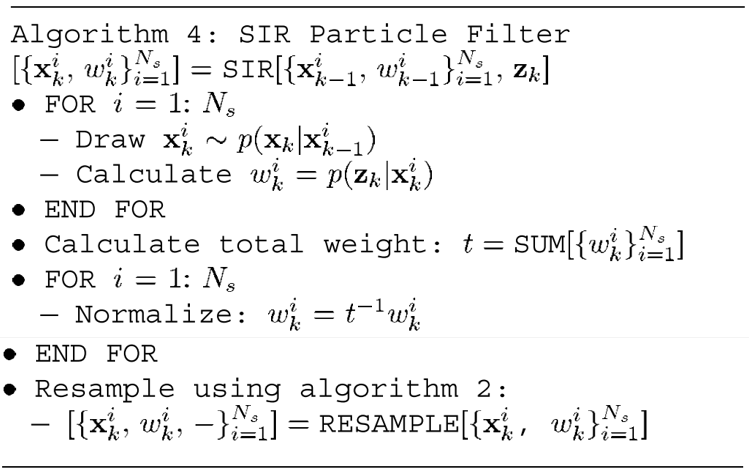 Algorithm 4: SIR Particle Filter
$[\{\mathbf{x}_k^i, w_k^i\}_{i=1}^{N_s}] = \text{SIR}[\{\mathbf{x}_{k-1}^i, w_{k-1}^i\}_{i=1}^{N_s}, \mathbf{z}_k]$
• FOR $i = 1: N_s$
– Draw $\mathbf{x}_k^i \sim p(\mathbf{x}_k|\mathbf{x}_{k-1}^i)$
– Calculate $w_k^i = p(\mathbf{z}_k|\mathbf{x}_k^i)$
• END FOR
• Calculate total weight: $t = \text{SUM}[\{w_k^i\}_{i=1}^{N_s}]$
• FOR $i = 1: N_s$
– Normalize: $w_k^i = t^{-1} w_k^i$
• END FOR
• Resample using algorithm 2:
– $[\{\mathbf{x}_k^i, w_k^i, -\}_{i=1}^{N_s}] = \text{RESAMPLE}[\{\mathbf{x}_k^i, w_k^i\}_{i=1}^{N_s}]$